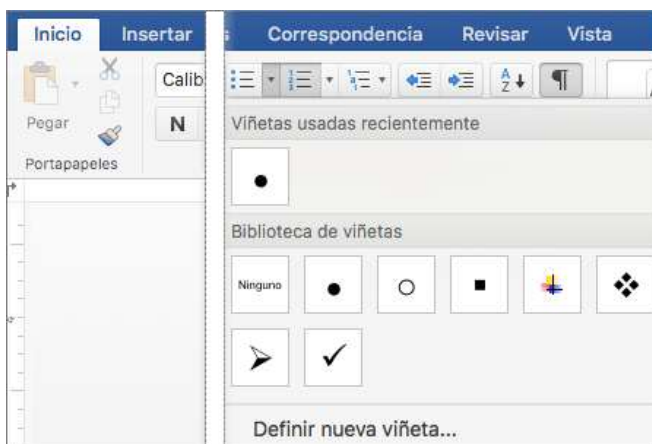 Inicio Insertar s Correspondencia Revisar Vista
Calib
Pegar N
Portapapeles
Viñetas usadas recientemente
Biblioteca de viñetas
Ninguno
Definir nueva viñeta...